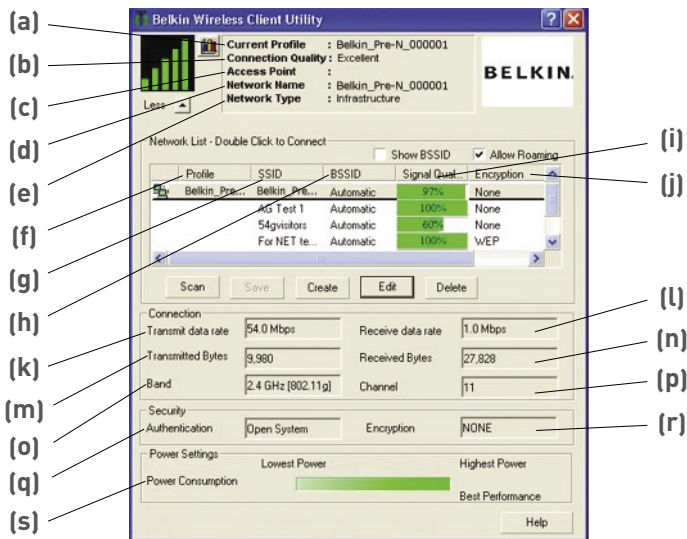 Belkin Wireless Client Utility
(a)
Current Profile : Belkin_Pre-N_000001
(b)
Connection Quality : Excellent
(c)
Access Point :
BELKIN.
(d)
Network Name : Belkin_Pre-N_000001
Less
Network Type : Infrastructure
(e)
Network List - Double Click to Connect
Show BSSID
Allow Roaming
(i)
Profile SSID BSSID Signal Qual... Encryption
(j)
Belkin_Pre... Belkin_Pre... Automatic 97% None
(f)
AG Test 1 Automatic 100% None
54gvisitors Automatic 60% None
(g)
For NET te... Automatic 100% WEP
Scan Save Create Edit Delete
(h)
Connection
Transmit data rate 54.0 Mbps Receive data rate 1.0 Mbps
(l)
(k)
Transmitted Bytes 9,980 Received Bytes 27,828
(n)
(m)
Band 2.4 GHz [802.11g] Channel 11
(p)
(o)
Security
Authentication Open System Encryption NONE
(r)
(q)
Power Settings
Lowest Power Highest Power
Power Consumption
(s)
Best Performance
Help